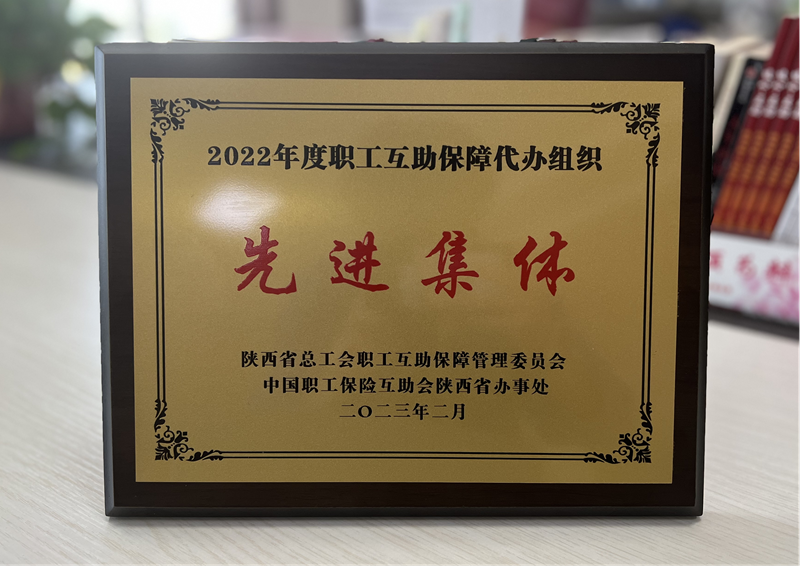 2022年度职工互助保障代办组织
先进集体
陕西省总工会职工互助保障管理委员会
中国职工保险互助会陕西省办事处
二〇二三年二月